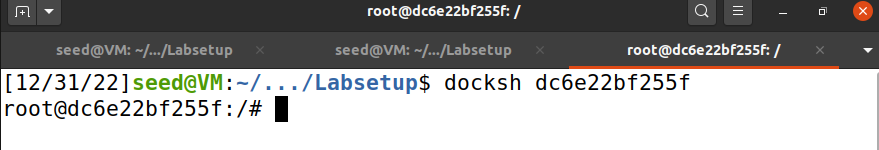 root@dc6e22bf255f: /
seed@VM: ~/.../Labsetup
seed@VM: ~/.../Labsetup
root@dc6e22bf255f: /
[12/31/22]seed@VM:~/.../Labsetup$ docksh dc6e22bf255f
root@dc6e22bf255f:/#